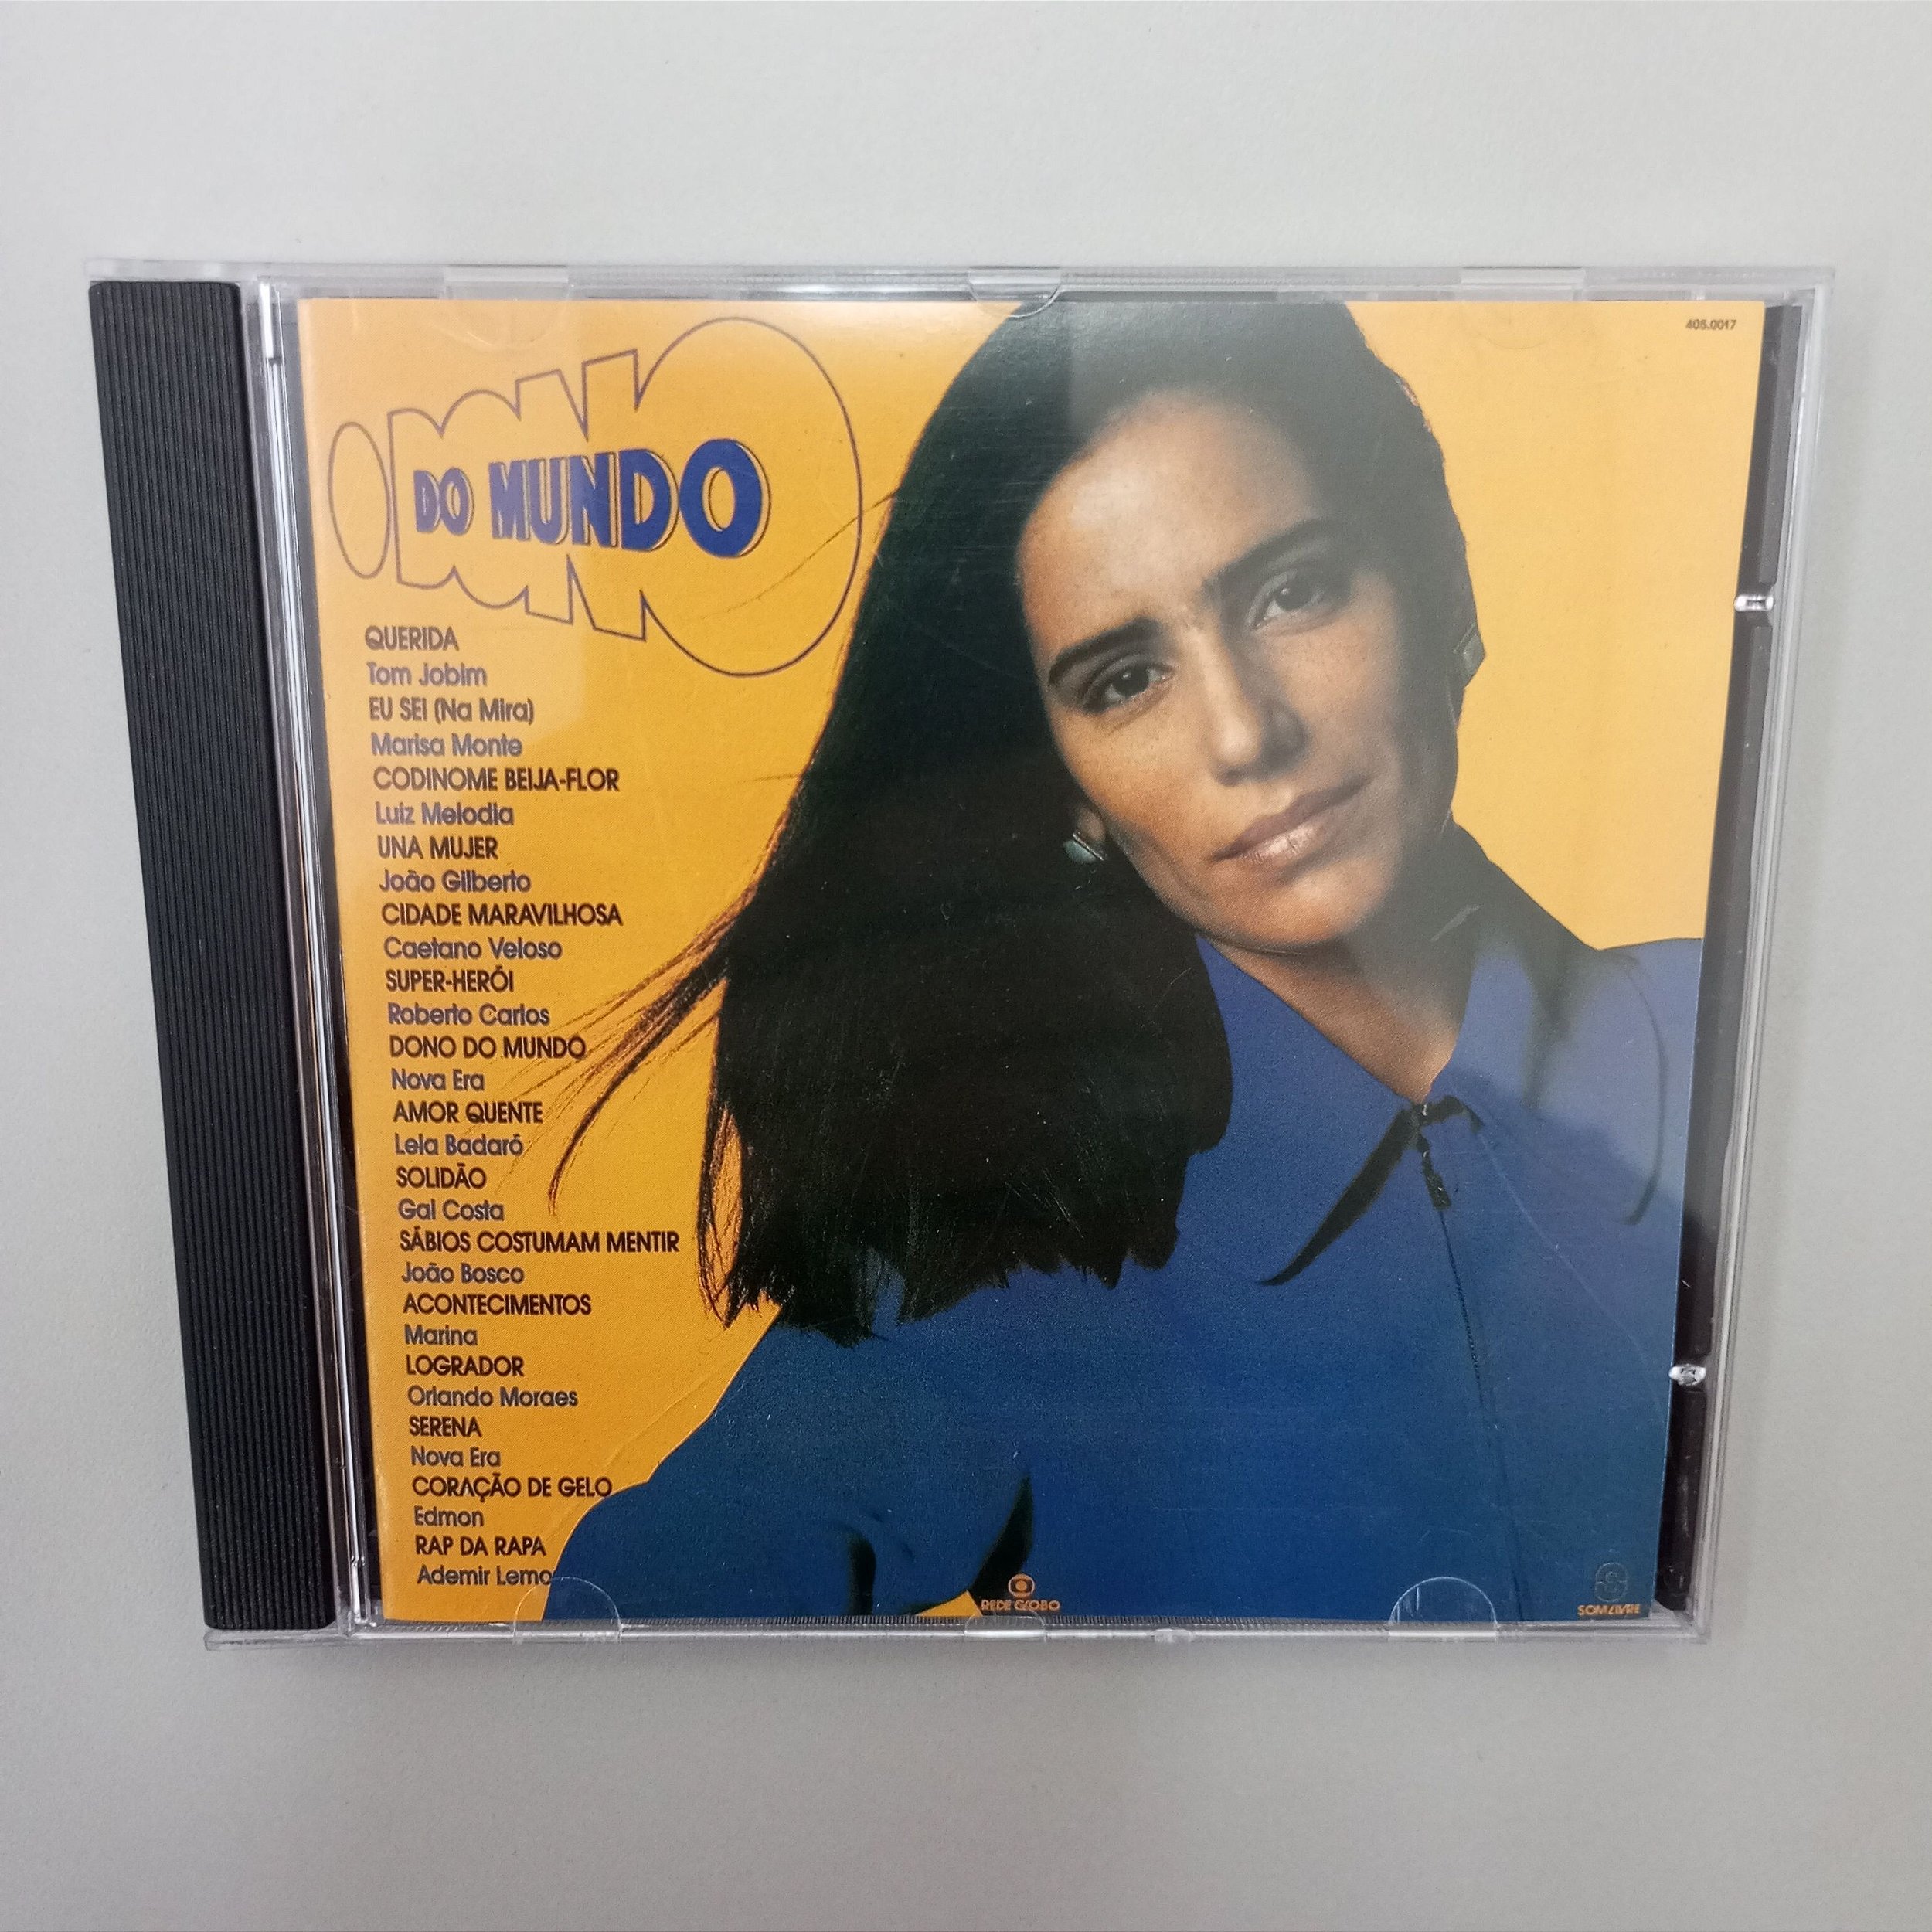 O DONO
DO MUNDO
405.0017
QUERIDA
Tom Jobim
EU SEI (Na Mira)
Marisa Monte
CODINOME BEIJA-FLOR
Luiz Melodia
UNA MUJER
João Gilberto
CIDADE MARAVILHOSA
Caetano Veloso
SUPER-HERÓI
Roberto Carlos
DONO DO MUNDO
Nova Era
AMOR QUENTE
Lela Badaró
SOLIDÃO
Gal Costa
SÁBIOS COSTUMAM MENTIR
João Bosco
ACONTECIMENTOS
Marina
LOGRADOR
Orlando Moraes
SERENA
Nova Era
CORAÇÃO DE GELO
Edmon
RAP DA RAPA
Ademir Lemo
REDE GLOBO
SOM LIVRE